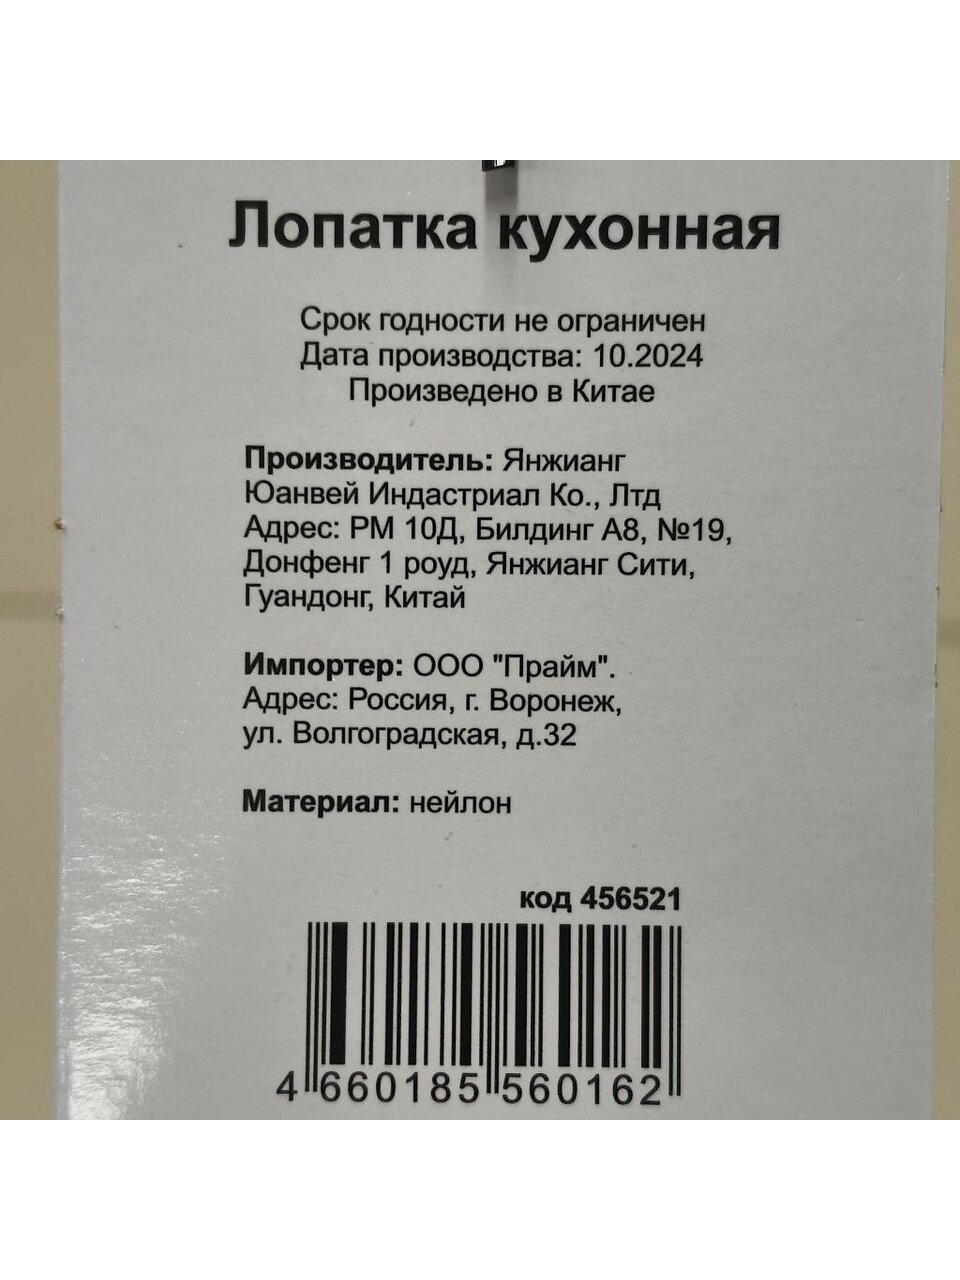 Лопатка кухонная
Срок годности не ограничен
Дата производства: 10.2024
Произведено в Китае
Производитель: Янжианг
Юанвей Индастриал Ко., Лтд
Адрес: РМ 10Д, Билдинг А8, №19,
Донфенг 1 роуд, Янжианг Сити,
Гуандонг, Китай
Импортер: ООО "Прайм".
Адрес: Россия, г. Воронеж,
ул. Волгоградская, д.32
Материал: нейлон
код 456521
4 660185 560162